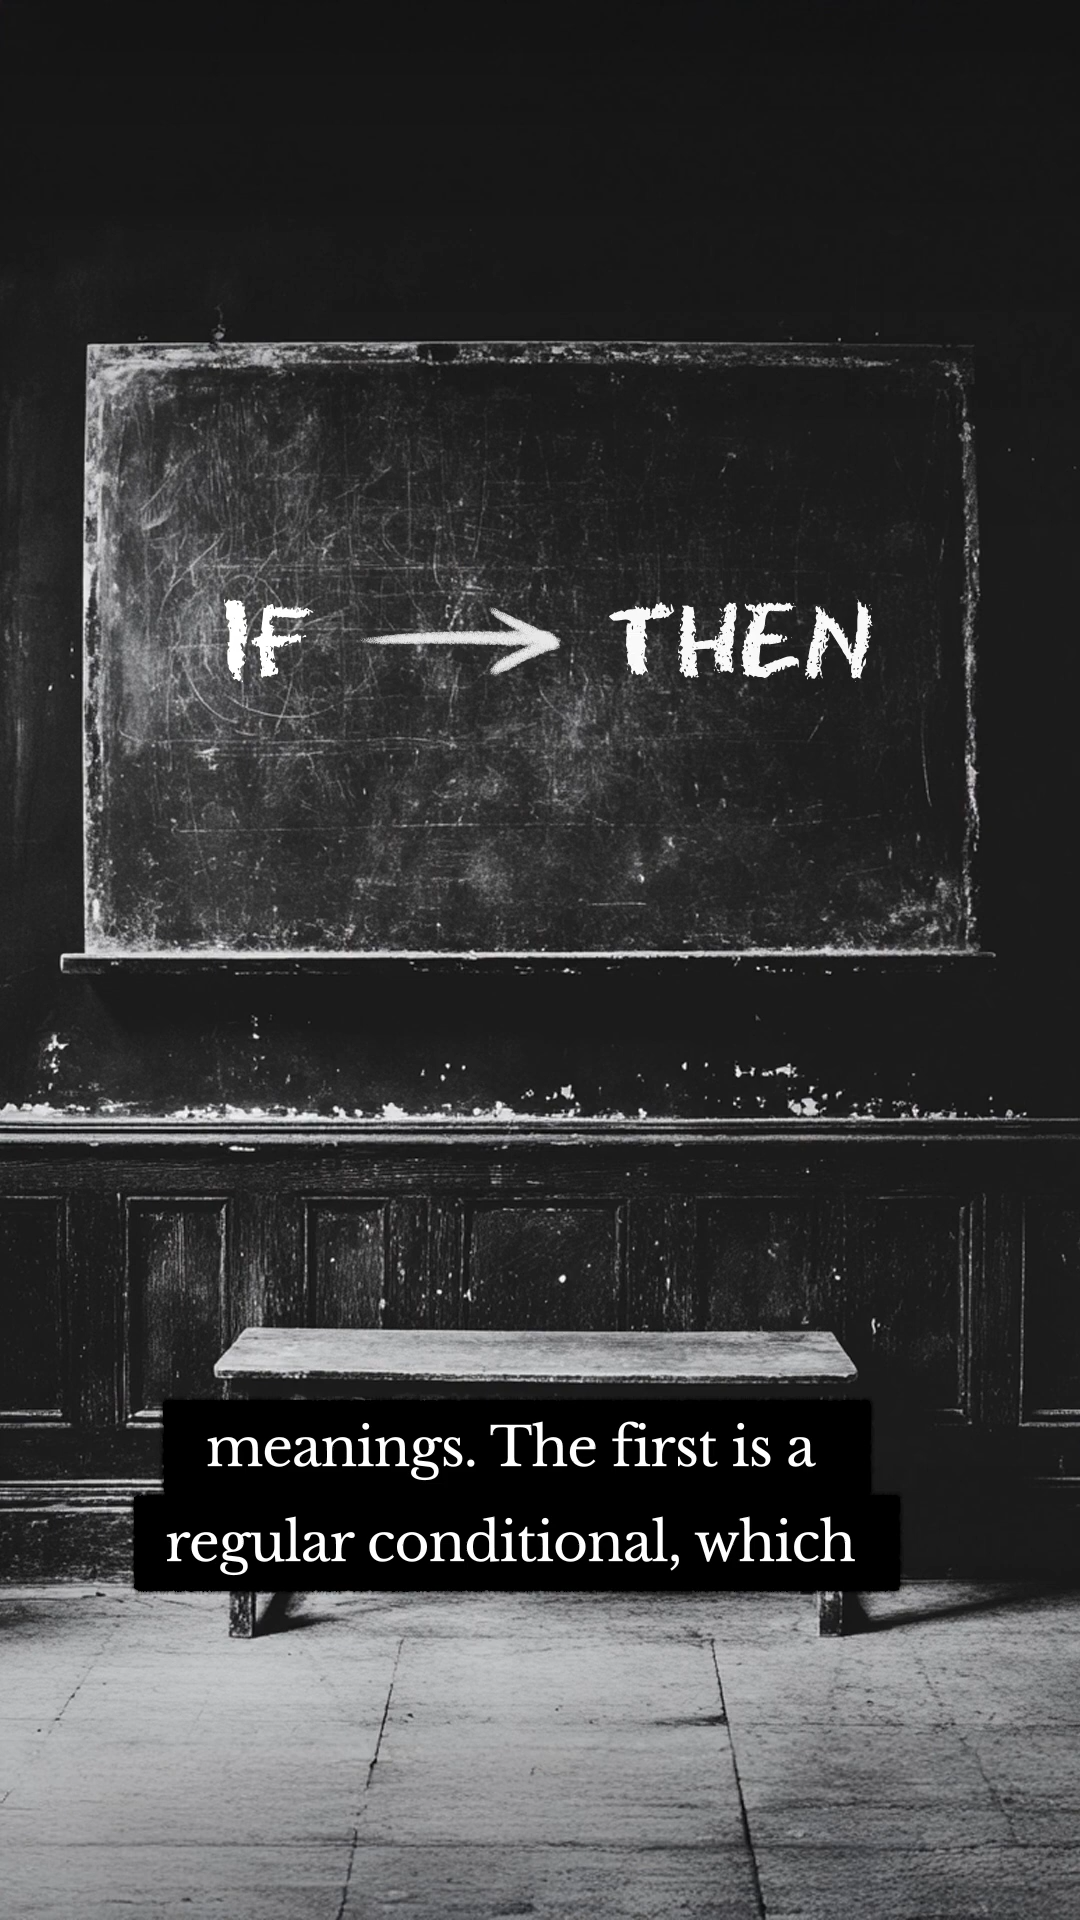 IF → THEN
meanings. The first is a
regular conditional, which